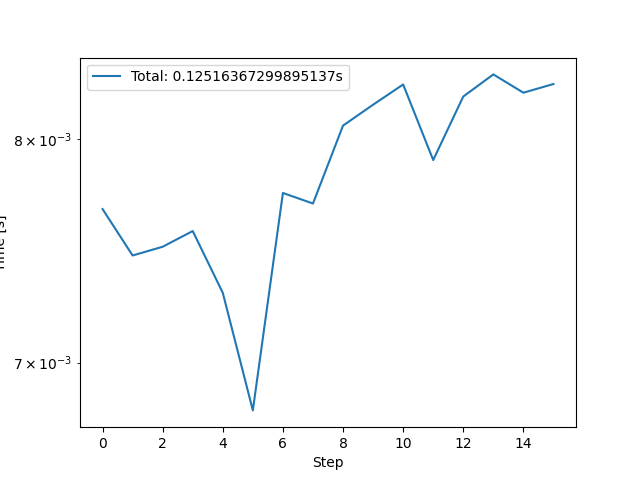 Total: 0.12516367299895137s
8 × 10⁻³
7 × 10⁻³
[s]
0 2 4 6 8 10 12 14
Step